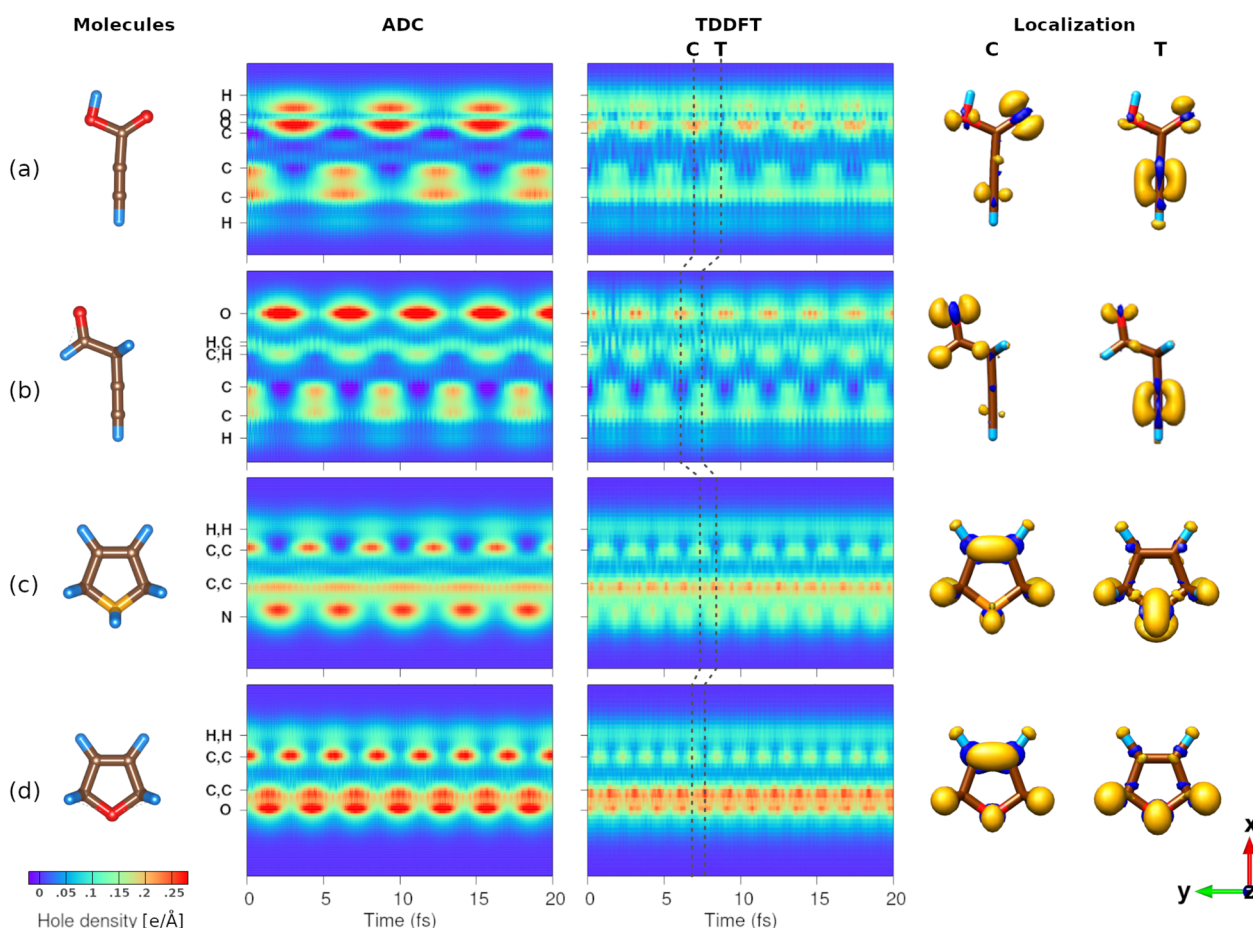 Molecules ADC TDDFT Localization
C T C T
(a)
H
O
O
C
C
C
H
(b)
O
H,C
C,H
C
C
H
(c)
H,H
C,C
C,C
N
(d)
H,H
C,C
C,C
O
0 5 10 15 20 0 5 10 15 20
0 .05 .1 .15 .2 .25
Hole density [e/Å] Time (fs) Time (fs)
x
y z